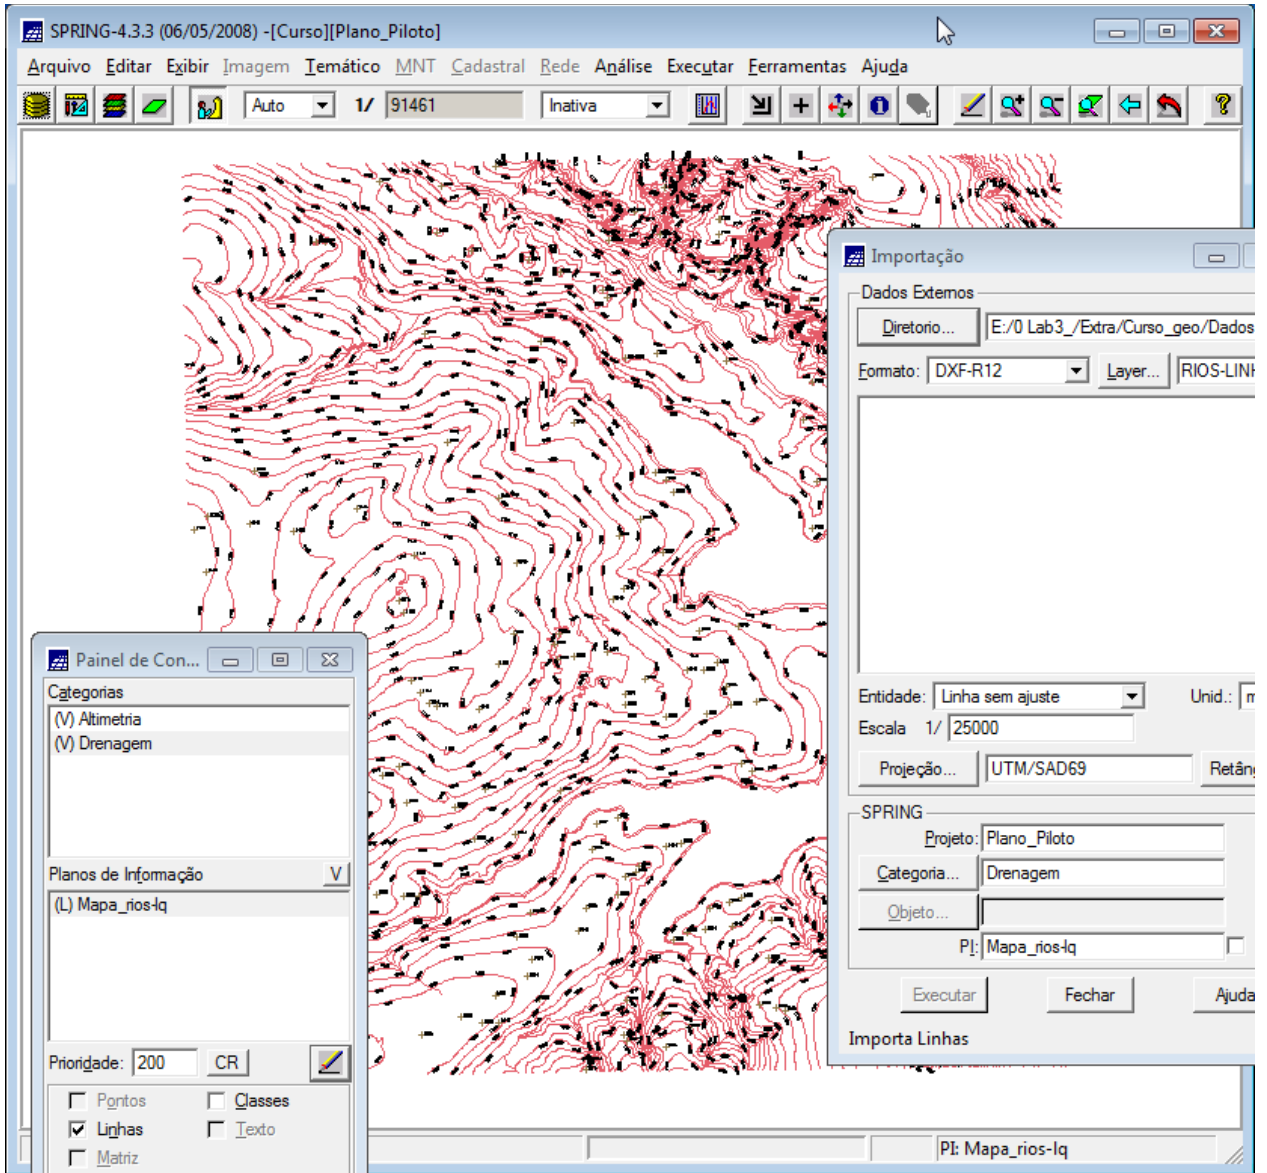 SPRING-4.3.3 (06/05/2008) -[Curso][Plano_Piloto]
Arquivo Editar Exibir Imagem Temático MNT Cadastral Rede Análise Executar Ferramentas Ajuda
Auto 1/ 91461 Inativa
Importação
Dados Externos
Diretorio... E:/0 Lab3_/Extra/Curso_geo/Dados
Formato: DXF-R12 Layer... RIOS-LINH
Entidade: Linha sem ajuste Unid.: m
Escala 1/ 25000
Projeção... UTM/SAD69 Retâng
SPRING
Projeto: Plano_Piloto
Categoria... Drenagem
Objeto...
PI: Mapa_rios-lq
Executar Fechar Ajuda
Importa Linhas
Painel de Con...
Categorias
(V) Altimetria
(V) Drenagem
Planos de Informação V
(L) Mapa_rios-lq
Prioridade: 200 CR
Pontos Classes
Linhas Texto
Matriz
PI: Mapa_rios-lq